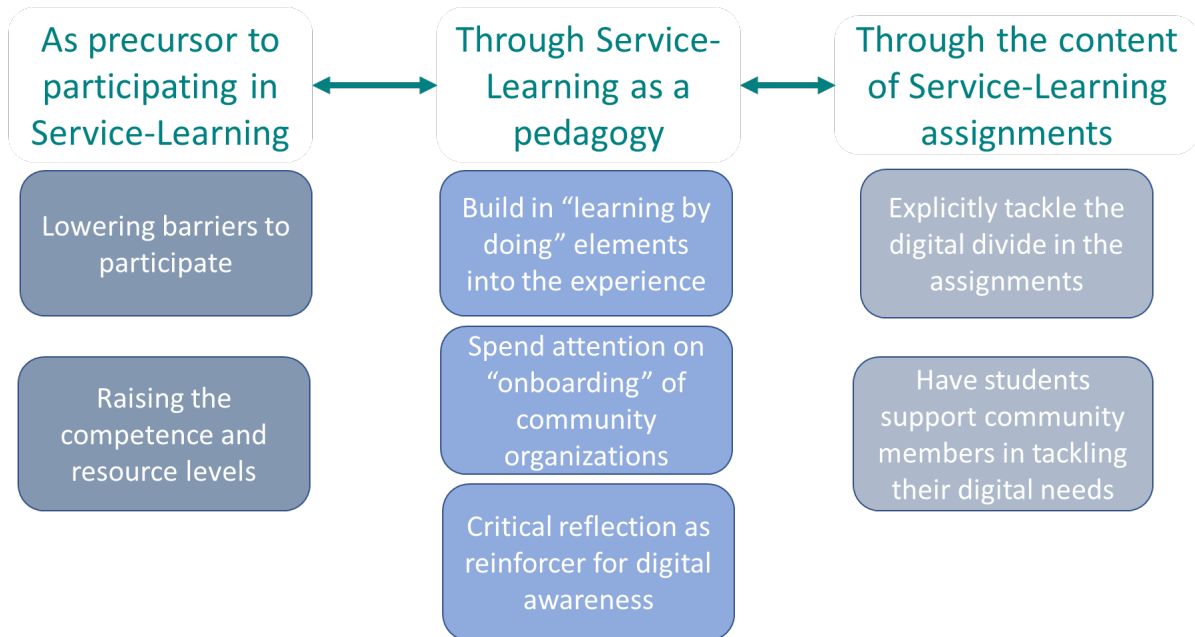 As precursor to
participating in
Service-Learning
Through Service-
Learning as a
pedagogy
Through the content
of Service-Learning
assignments
Lowering barriers to
participate
Raising the
competence and
resource levels
Build in “learning by
doing” elements
into the experience
Spend attention on
“onboarding” of
community
organizations
Critical reflection as
reinforcer for digital
awareness
Explicitly tackle the
digital divide in the
assignments
Have students
support community
members in tackling
their digital needs